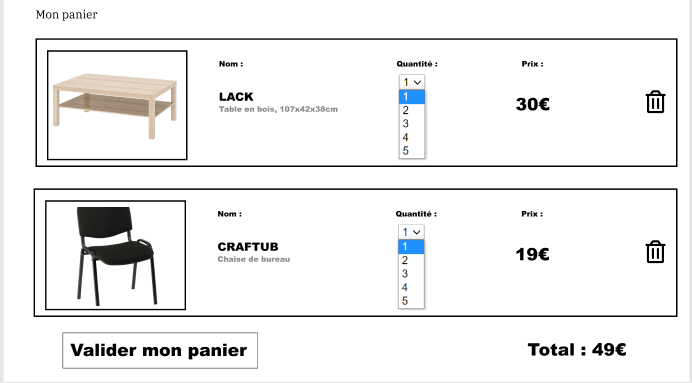 Mon panier
Nom :
Quantité :
Prix :
1
LACK
Table en bois, 107x42x38cm
1
2
3
4
5
30€
Nom :
Quantité :
Prix :
1
CRAFTUB
Chaise de bureau
1
2
3
4
5
19€
Valider mon panier
Total : 49€